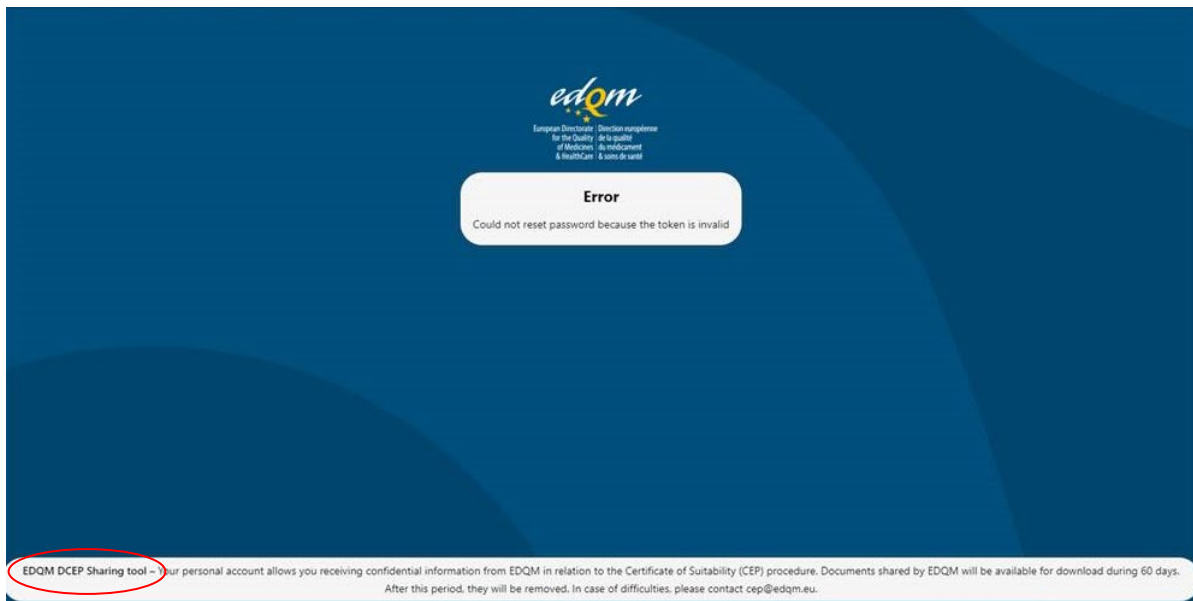 edQm
European Directorate | Direction européenne
for the Quality | de la qualité
of Medicines | du médicament
& HealthCare | & soins de santé
Error
Could not reset password because the token is invalid
EDQM DCEP Sharing tool – Your personal account allows you receiving confidential information from EDQM in relation to the Certificate of Suitability (CEP) procedure. Documents shared by EDQM will be available for download during 60 days.
After this period, they will be removed. In case of difficulties, please contact cep@edqm.eu.